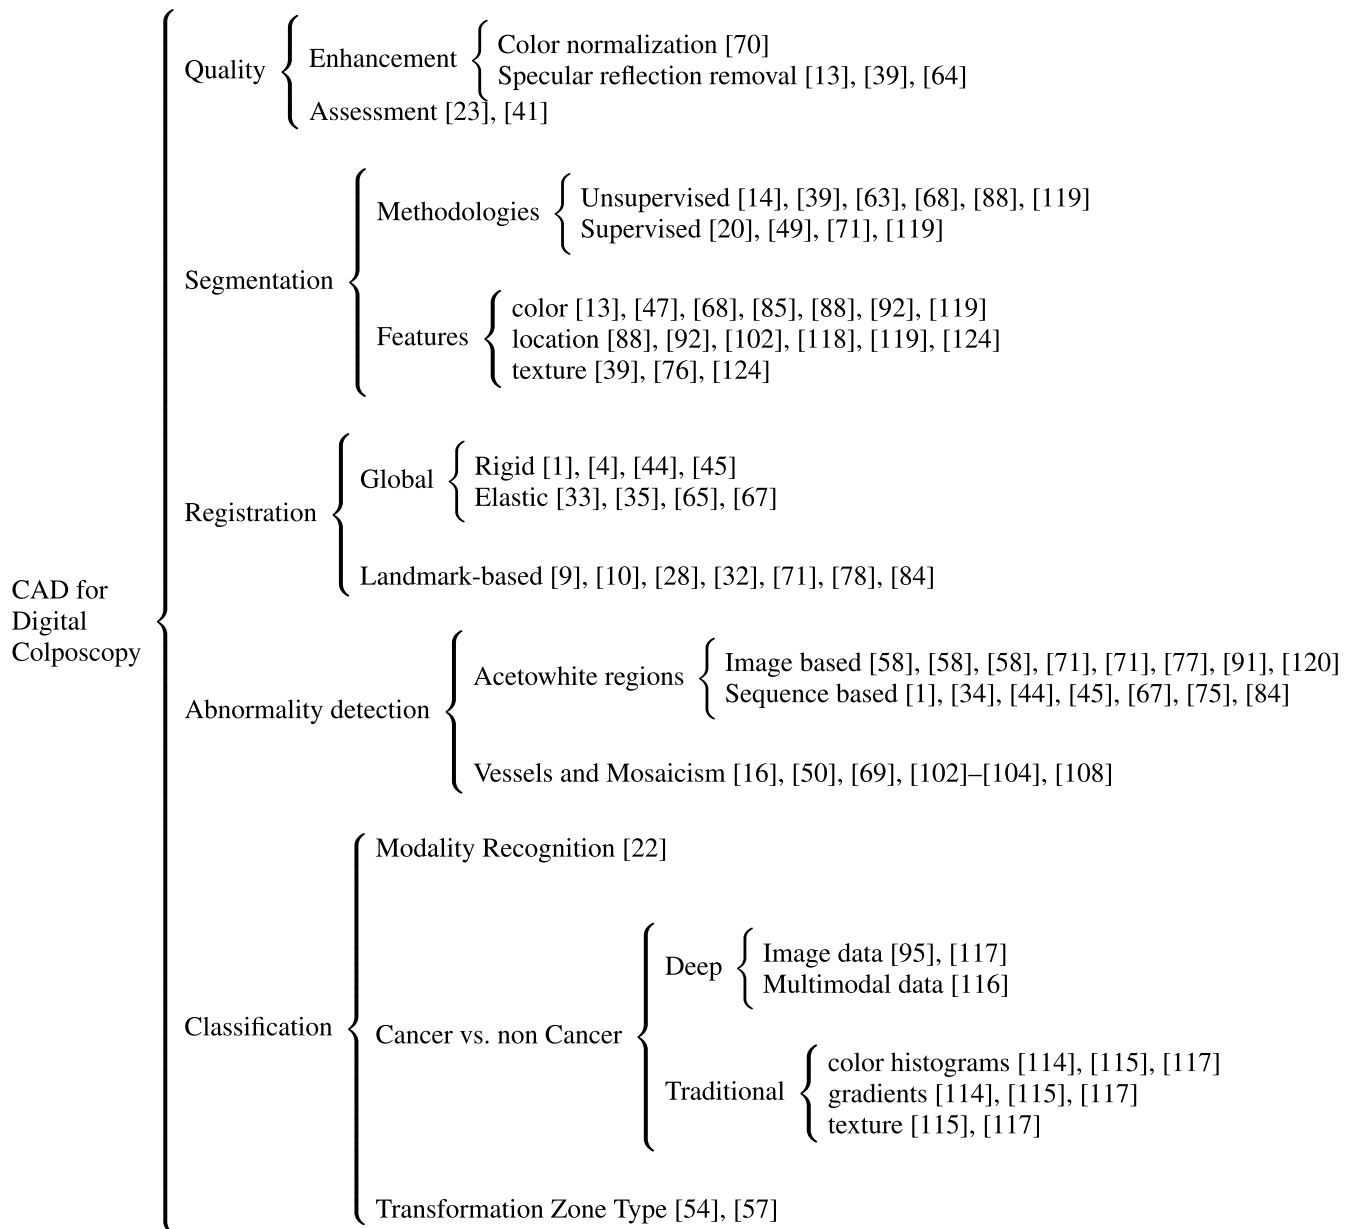 CAD for
Digital
Colposcopy
Quality
Enhancement
Color normalization [70]
Specular reflection removal [13], [39], [64]
Assessment [23], [41]
Segmentation
Methodologies
Unsupervised [14], [39], [63], [68], [88], [119]
Supervised [20], [49], [71], [119]
Features
color [13], [47], [68], [85], [88], [92], [119]
location [88], [92], [102], [118], [119], [124]
texture [39], [76], [124]
Registration
Global
Rigid [1], [4], [44], [45]
Elastic [33], [35], [65], [67]
Landmark-based [9], [10], [28], [32], [71], [78], [84]
Abnormality detection
Acetowhite regions
Image based [58], [58], [58], [71], [71], [77], [91], [120]
Sequence based [1], [34], [44], [45], [67], [75], [84]
Vessels and Mosaicism [16], [50], [69], [102]–[104], [108]
Classification
Modality Recognition [22]
Cancer vs. non Cancer
Deep
Image data [95], [117]
Multimodal data [116]
Traditional
color histograms [114], [115], [117]
gradients [114], [115], [117]
texture [115], [117]
Transformation Zone Type [54], [57]